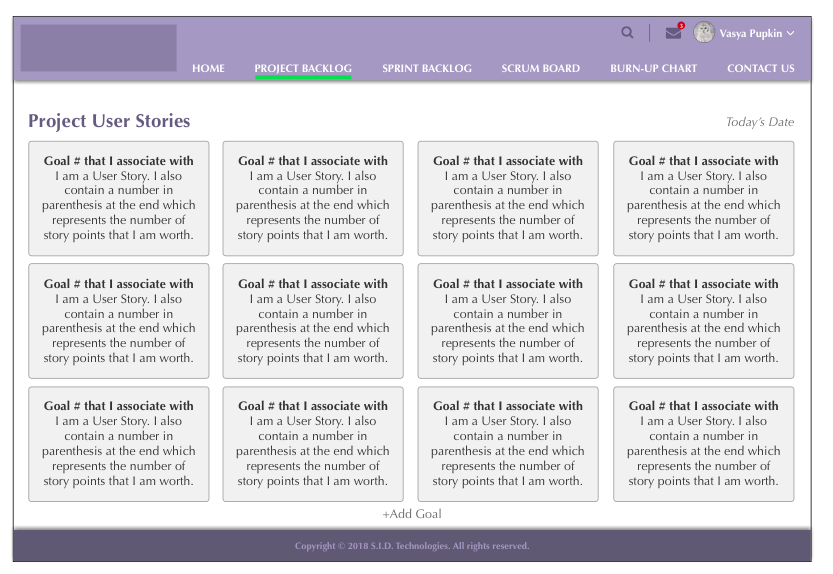 3
Vasya Pupkin
HOME PROJECT BACKLOG SPRINT BACKLOG SCRUM BOARD BURN-UP CHART CONTACT US
Project User Stories
Today's Date
Goal # that I associate with
I am a User Story. I also
contain a number in
parenthesis at the end which
represents the number of
story points that I am worth.
Goal # that I associate with
I am a User Story. I also
contain a number in
parenthesis at the end which
represents the number of
story points that I am worth.
Goal # that I associate with
I am a User Story. I also
contain a number in
parenthesis at the end which
represents the number of
story points that I am worth.
Goal # that I associate with
I am a User Story. I also
contain a number in
parenthesis at the end which
represents the number of
story points that I am worth.
Goal # that I associate with
I am a User Story. I also
contain a number in
parenthesis at the end which
represents the number of
story points that I am worth.
Goal # that I associate with
I am a User Story. I also
contain a number in
parenthesis at the end which
represents the number of
story points that I am worth.
Goal # that I associate with
I am a User Story. I also
contain a number in
parenthesis at the end which
represents the number of
story points that I am worth.
Goal # that I associate with
I am a User Story. I also
contain a number in
parenthesis at the end which
represents the number of
story points that I am worth.
Goal # that I associate with
I am a User Story. I also
contain a number in
parenthesis at the end which
represents the number of
story points that I am worth.
Goal # that I associate with
I am a User Story. I also
contain a number in
parenthesis at the end which
represents the number of
story points that I am worth.
Goal # that I associate with
I am a User Story. I also
contain a number in
parenthesis at the end which
represents the number of
story points that I am worth.
Goal # that I associate with
I am a User Story. I also
contain a number in
parenthesis at the end which
represents the number of
story points that I am worth.
+Add Goal
Copyright © 2018 S.I.D. Technologies. All rights reserved.